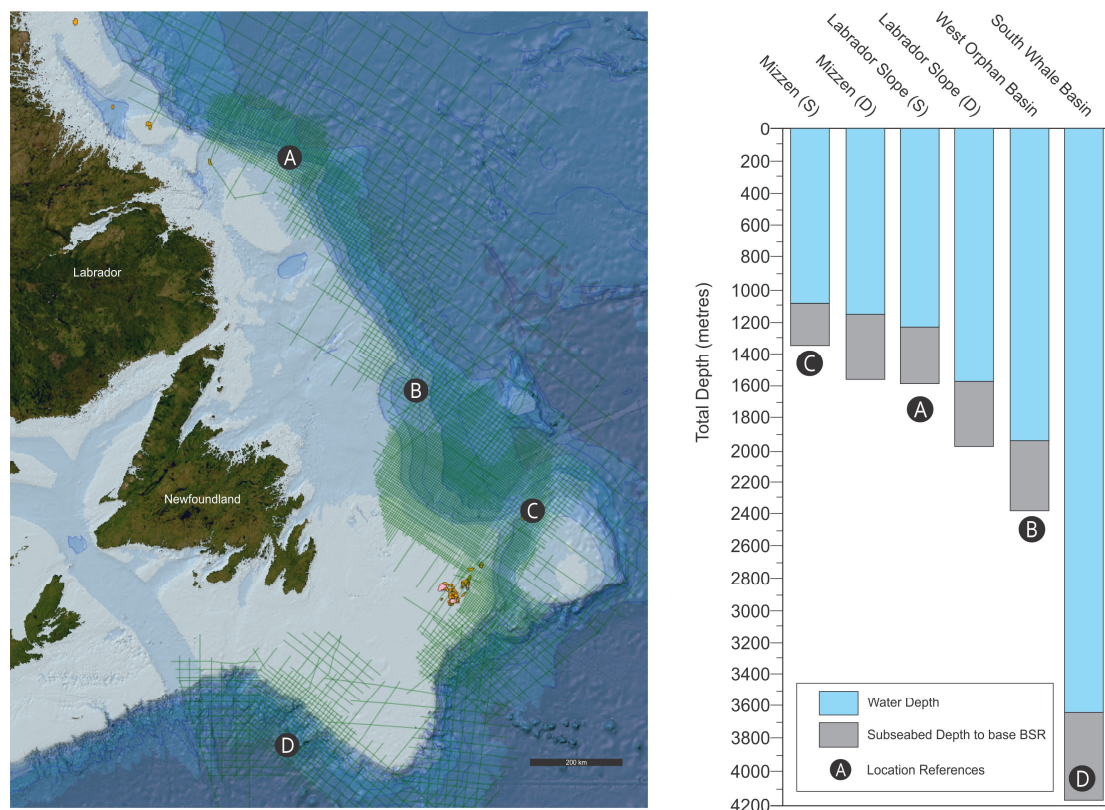 A
Labrador
B
C
Newfoundland
D
200 km
Mizzen (S)
Mizzen (D)
Labrador Slope (S)
Labrador Slope (D)
West Orphan Basin
South Whale Basin
Total Depth (metres)
0
200
400
600
800
1000
1200
1400
1600
1800
2000
2200
2400
2600
2800
3000
3200
3400
3600
3800
4000
4200
C
A
B
D
Water Depth
Subseabed Depth to base BSR
A Location References